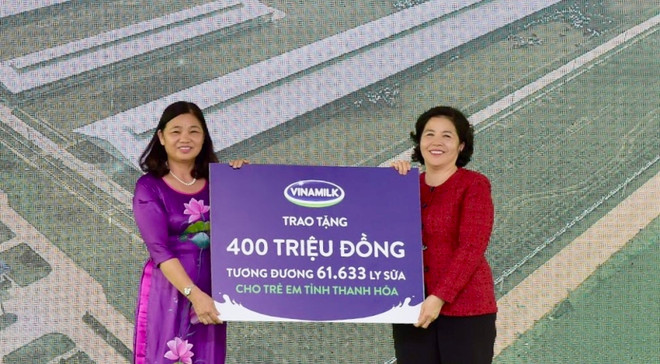 VINAMILK
TRAO TẶNG
400 TRIỆU ĐỒNG
TƯƠNG ĐƯƠNG 61.633 LY SỮA
CHO TRẺ EM TỈNH THANH HÓA